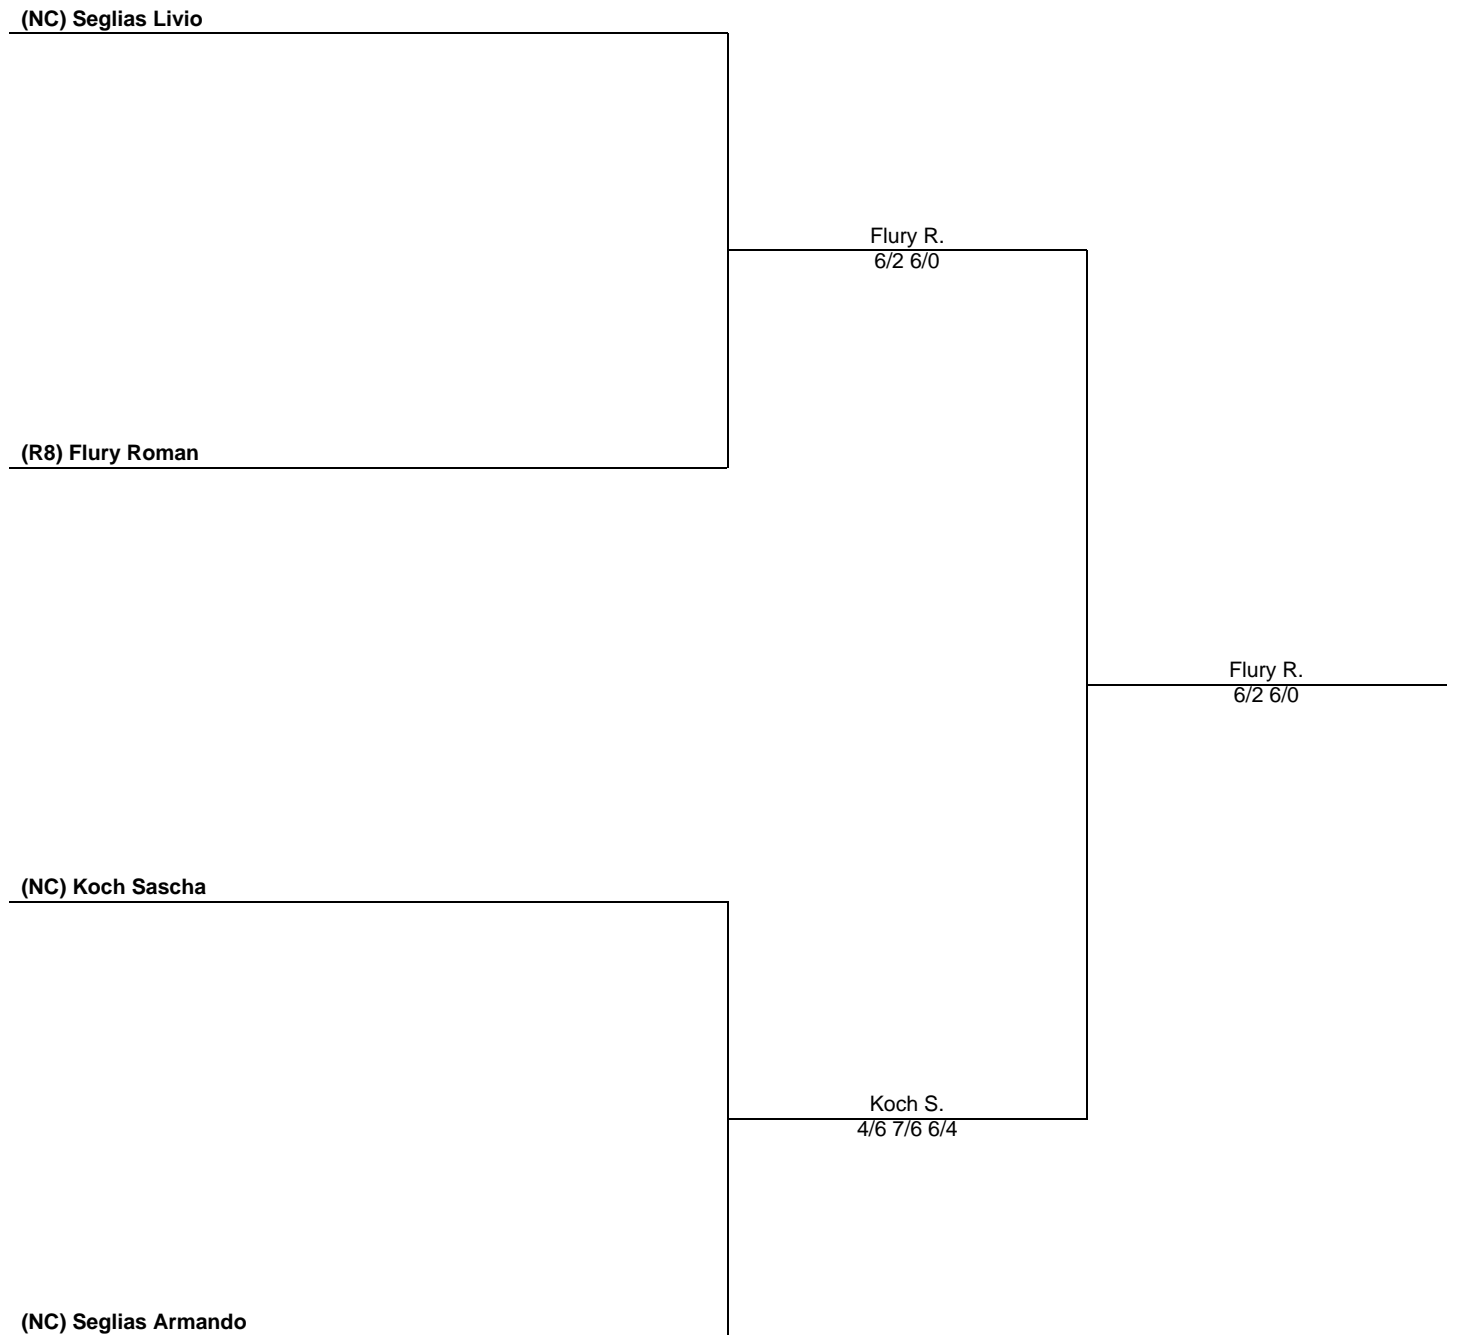 (NC) Seglias Livio
Flury R.
6/2 6/0
(R8) Flury Roman
Flury R.
6/2 6/0
(NC) Koch Sascha
Koch S.
4/6 7/6 6/4
(NC) Seglias Armando